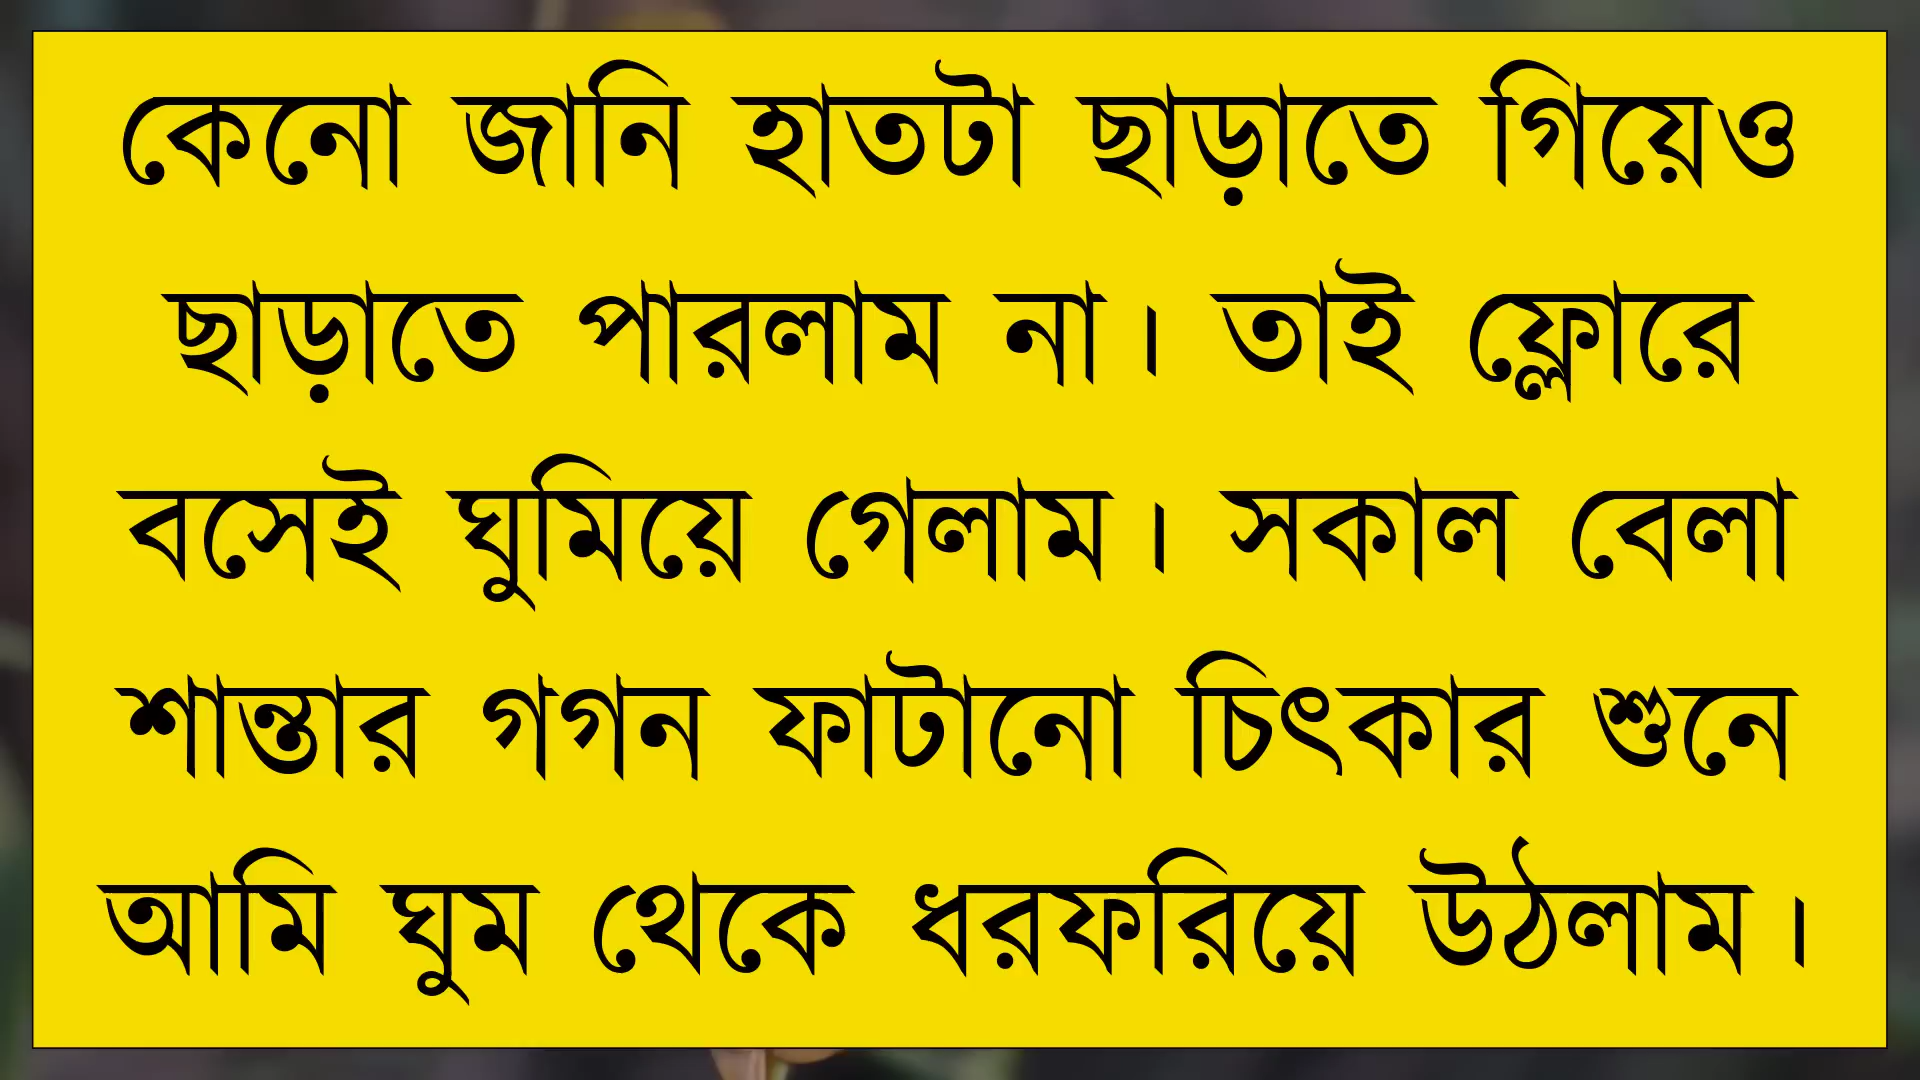 কেনো জানি হাতটা ছাড়াতে গিয়েও
ছাড়াতে পারলাম না। তাই ফ্লোরে
বসেই ঘুমিয়ে গেলাম। সকাল বেলা
শান্তার গগন ফাটানো চিৎকার শুনে
আমি ঘুম থেকে ধরফরিয়ে উঠলাম।